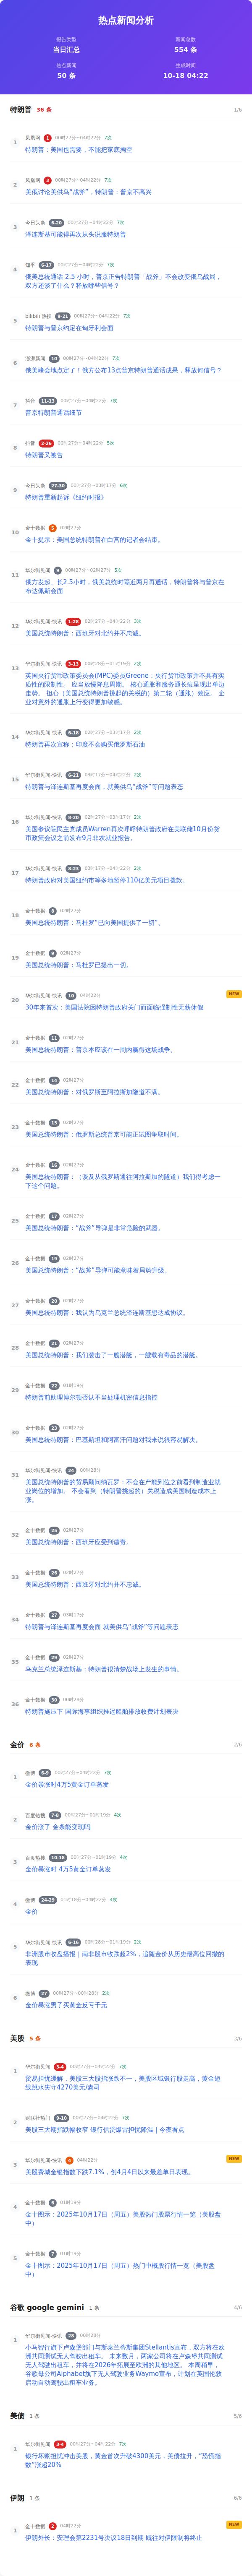 热点新闻分析
报告类型
当日汇总
新闻总数
554 条
热点新闻
50 条
生成时间
10-18 04:22
特朗普 36 条 1/6
1
凤凰网 1 00时27分~04时22分 7次
特朗普：美国也需要，不能把家底掏空
2
凤凰网 3 00时27分~04时22分 7次
美俄讨论美供乌“战斧”，特朗普：普京不高兴
3
今日头条 6-20 00时27分~04时22分 7次
泽连斯基可能得再次从头说服特朗普
4
知乎 6-17 00时27分~04时22分 7次
俄美总统通话 2.5 小时，普京正告特朗普「战斧」不会改变俄乌战局，
双方还谈了什么？释放哪些信号？
5
bilibili 热搜 9-21 00时27分~04时22分 7次
特朗普与普京约定在匈牙利会面
6
澎湃新闻 10 00时27分~04时22分 7次
俄美峰会地点定了！俄方公布13点普京特朗普通话成果，释放何信号？
7
抖音 11-13 00时27分~04时22分 7次
普京特朗普通话细节
8
抖音 2-26 00时27分~04时22分 5次
特朗普又被告
9
今日头条 27-30 00时27分~03时17分 6次
特朗普重新起诉《纽约时报》
10
金十数据 5 02时27分
金十提示：美国总统特朗普在白宫的记者会结束。
11
华尔街见闻 9 00时27分~02时27分 5次
俄方发起、长2.5小时，俄美总统时隔近两月再通话，特朗普将与普京在
布达佩斯会面
12
华尔街见闻-快讯 1-28 02时27分~04时22分 3次
美国总统特朗普：西班牙对北约并不忠诚。
13
华尔街见闻-快讯 3-13 00时28分~01时19分 2次
英国央行货币政策委员会(MPC)委员Greene：央行货币政策并不具有实
质性的限制性。 应当放慢降息周期。 核心通胀和服务通长应呈现出单边
走势。 担心（美国总统特朗普挑起的关税的）第二轮（通胀）效应。 企
业对意外的通胀上行变得更加敏感。
14
华尔街见闻-快讯 6-18 02时27分~03时17分 2次
特朗普再次宣称：印度不会购买俄罗斯石油
15
华尔街见闻-快讯 6-21 03时17分~04时22分 2次
特朗普与泽连斯基再度会面，就美供乌“战斧”等问题表态
16
华尔街见闻-快讯 8-20 02时27分~03时17分 2次
美国参议院民主党成员Warren再次呼呼特朗普政府在美联储10月份货
币政策会议之前发布9月非农就业报告。
17
华尔街见闻-快讯 8-23 03时17分~04时22分 2次
特朗普政府对美国纽约市等多地暂停110亿美元项目拨款。
18
金十数据 8 02时27分
美国总统特朗普：马杜罗“已向美国提供了一切”。
19
金十数据 9 02时27分
美国总统特朗普：马杜罗已提出一切。
20
华尔街见闻-快讯 10 04时22分 NEW
30年来首次：美国法院因特朗普政府关门而面临强制性无薪休假
21
金十数据 11 02时27分
美国总统特朗普：普京本应该在一周内赢得这场战争。
22
金十数据 14 02时27分
美国总统特朗普：对俄罗斯至阿拉斯加隧道不满。
23
金十数据 15 02时27分
美国总统特朗普：俄罗斯总统普京可能正试图争取时间。
24
金十数据 16 02时27分
美国总统特朗普：（谈及从俄罗斯通往阿拉斯加的隧道）我们得考虑一
下这个问题。
25
金十数据 17 02时27分
美国总统特朗普：“战斧”导弹是非常危险的武器。
26
金十数据 19 02时27分
美国总统特朗普：“战斧”导弹可能意味着局势升级。
27
金十数据 20 02时27分
美国总统特朗普：我认为乌克兰总统泽连斯基想达成协议。
28
金十数据 21 02时27分
美国总统特朗普：我们袭击了一艘潜艇，一艘载有毒品的潜艇。
29
金十数据 22 01时19分
特朗普前助理博尔顿否认不当处理机密信息指控
30
金十数据 23 02时27分
美国总统特朗普：巴基斯坦和阿富汗问题对我来说很容易解决。
31
华尔街见闻-快讯 24 00时28分
美国总统特朗普的贸易顾问纳瓦罗：不会在产能到位之前看到制造业就
业岗位的增加。 不会看到（特朗普挑起的）关税造成美国制造成本上
涨。
32
金十数据 25 02时27分
美国总统特朗普：西班牙应受到谴责。
33
金十数据 26 02时27分
美国总统特朗普：西班牙对北约并不忠诚。
34
金十数据 27 03时17分
特朗普与泽连斯基再度会面 就美供乌“战斧”等问题表态
35
金十数据 29 02时27分
乌克兰总统泽连斯基：特朗普很清楚战场上发生的事情。
36
金十数据 30 00时28分
特朗普施压下 国际海事组织推迟船舶排放收费计划表决
金价 6 条 2/6
1
微博 6-8 00时27分~04时22分 7次
金价暴涨时4万5黄金订单蒸发
2
百度热搜 7-8 00时27分~01时19分 4次
金价涨了 金条能变现吗
3
百度热搜 10-18 00时27分~01时19分 4次
金价暴涨时 4万5黄金订单蒸发
4
微博 24-29 01时18分~04时22分 4次
金价
5
华尔街见闻-快讯 6-16 00时28分~01时19分 2次
非洲股市收盘播报｜南非股市收跌超2%，追随金价从历史最高位回撤的
表现
6
微博 27 00时27分~00时28分 2次
金价暴涨男子买黄金反亏千元
美股 5 条 3/6
1
华尔街见闻 3-4 00时27分~04时22分 7次
贸易担忧缓解，美股三大股指涨跌不一，美股区域银行股走高，黄金短
线跳水失守4270美元/盎司
2
财联社热门 9-10 00时27分~04时22分 7次
美股三大期指跌幅收窄 银行信贷爆雷担忧降温 | 今夜看点
3
华尔街见闻-快讯 4 04时22分 NEW
美股费城金银指数下跌7.1%，创4月4日以来最差单日表现。
4
金十数据 6 01时19分
金十图示：2025年10月17日（周五）美股热门股票行情一览（美股盘
中）
5
金十数据 7 01时19分
金十图示：2025年10月17日（周五）热门中概股行情一览（美股盘
中）
谷歌 google gemini 1 条 4/6
1
华尔街见闻-快讯 28 00时28分
小马智行旗下卢森堡部门与斯泰兰蒂斯集团Stellantis宣布，双方将在欧
洲共同测试无人驾驶出租车。 未来数月，两家公司将在卢森堡共同测试
无人驾驶出租车，并将在2026年拓展至欧洲的其他地区。 本周稍早，
谷歌母公司Alphabet旗下无人驾驶业务Waymo宣布，计划在英国伦敦
启动自动驾驶出租车业务。
美债 1 条 5/6
1
华尔街见闻 3-4 00时27分~04时22分 7次
银行坏账担忧冲击美股，黄金首次升破4300美元，美债拉升，“恐慌指
数”涨超20%
伊朗 1 条 6/6
1
金十数据 2 04时22分 NEW
伊朗外长：安理会第2231号决议18日到期 既往对伊限制将终止